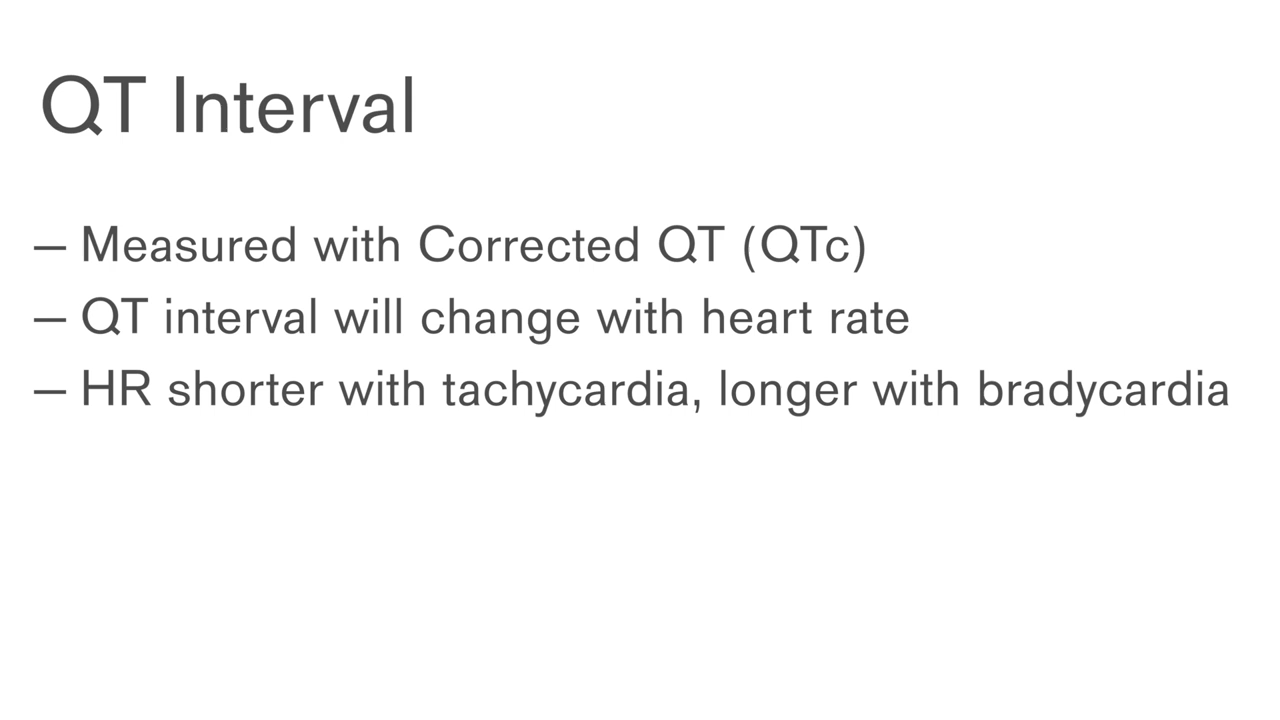 QT Interval
— Measured with Corrected QT (QTc)
— QT interval will change with heart rate
— HR shorter with tachycardia, longer with bradycardia